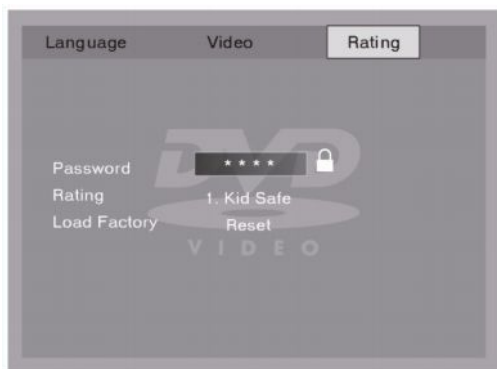 Language Video Rating
Password ****
Rating 1. Kid Safe
Load Factory Reset
DVD
VIDEO